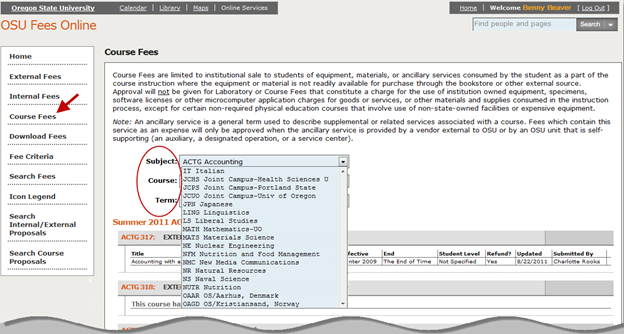 Oregon State University Calendar | Library | Maps | Online Services Home | Welcome Benny Beaver [ Log Out ]
OSU Fees Online
Find people and pages Search
Home
External Fees
Internal Fees
Course Fees
Download Fees
Fee Criteria
Search Fees
Icon Legend
Search Internal/External Proposals
Search Course Proposals
Course Fees
Course Fees are limited to institutional sale to students of equipment, materials, or ancillary services consumed by the student as a part of the
course instruction where the equipment or material is not readily available for purchase through the bookstore or other external source.
Approval will not be given for Laboratory or Course Fees that constitute a charge for the use of institution owned equipment, specimens,
software licenses or other microcomputer application charges for goods or services, or other materials and supplies consumed in the instruction
process, except for certain non-required physical education courses that involve use of non-state-owned facilities or expensive equipment.
Note: An ancillary service is a general term used to describe supplemental or related services associated with a course. Fees which contain this
service as an expense will only be approved when the ancillary service is provided by a vendor external to OSU or by an OSU unit that is self-
supporting (an auxiliary, a designated operation, or a service center).
Subject: ACTG Accounting
Course:
Term:
IT Italian
JCHS Joint Campus-Health Sciences U
JCPS Joint Campus-Portland State
JCUO Joint Campus-Univ of Oregon
JPN Japanese
LING Linguistics
LS Liberal Studies
MATH Mathematics-UO
MATS Materials Science
NE Nuclear Engineering
NFM Nutrition and Food Management
NMC New Media Communications
NR Natural Resources
NS Naval Science
NUTR Nutrition
OAAR OS/Aarhus, Denmark
OAGD OS/Kristiansand, Norway
Summer 2011 AC
ACTG 317: EXTE
Title ffective End Student Level Refund? Updated Submitted By
Accounting with a inter 2009 The End of Time Not Specified Yes 8/22/2011 Charlotte Rooks
ACTG 318: EXTE
This course ha